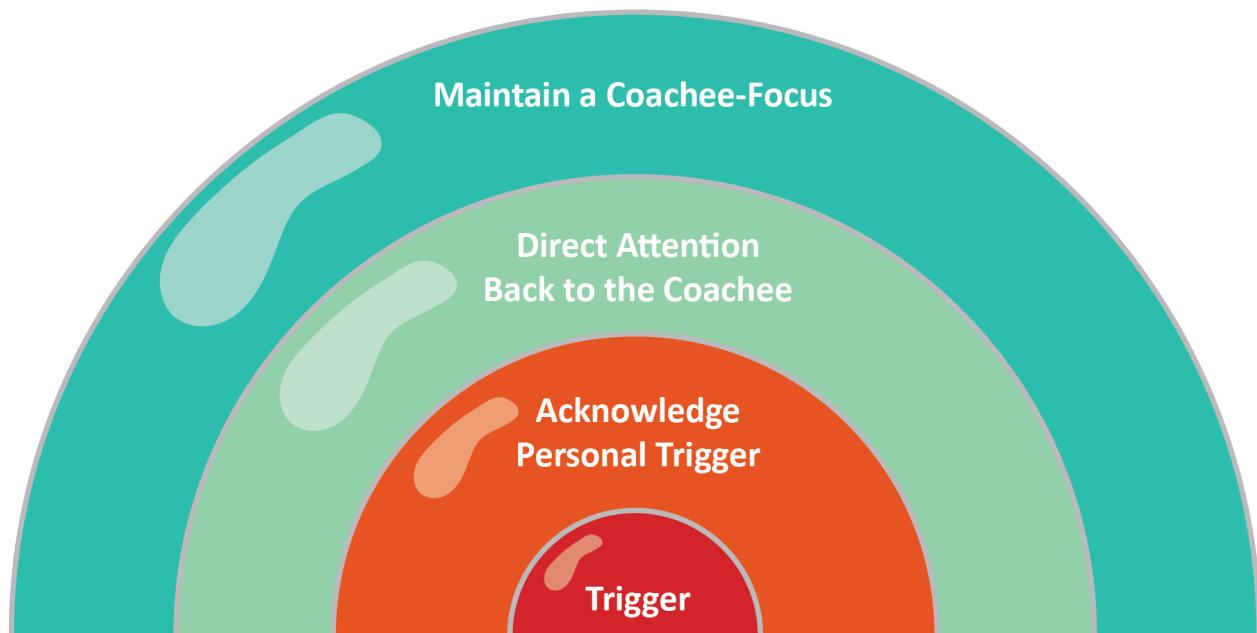 Maintain a Coachee-Focus
Direct Attention
Back to the Coachee
Acknowledge
Personal Trigger
Trigger